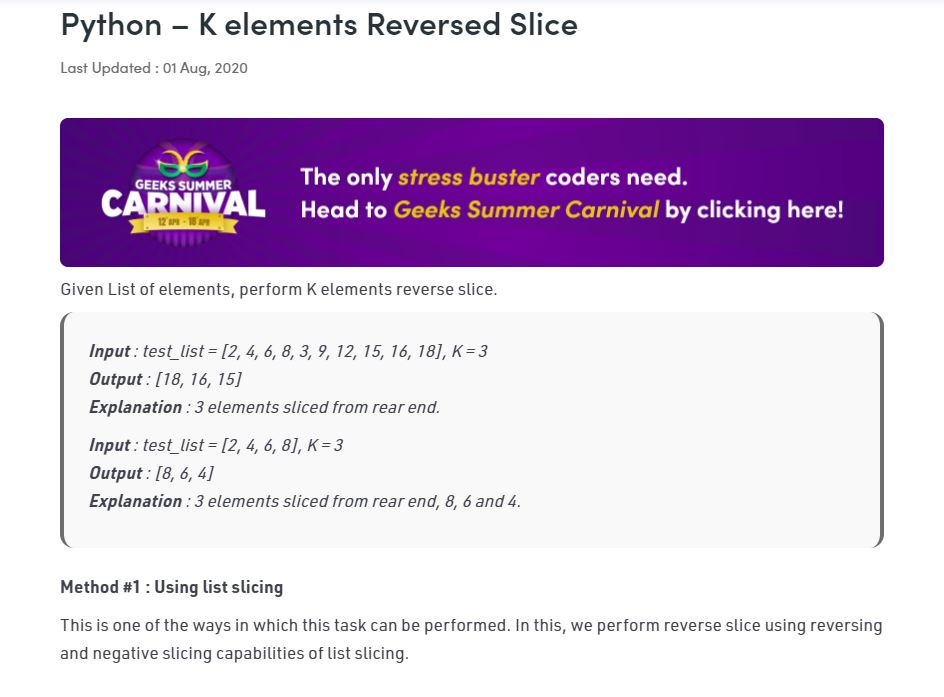 Python – K elements Reversed Slice
Last Updated : 01 Aug, 2020
GEEKS SUMMER
CARNIVAL
12 APR - 18 APR
The only stress buster coders need.
Head to Geeks Summer Carnival by clicking here!
Given List of elements, perform K elements reverse slice.
Input : test_list = [2, 4, 6, 8, 3, 9, 12, 15, 16, 18], K = 3
Output : [18, 16, 15]
Explanation : 3 elements sliced from rear end.
Input : test_list = [2, 4, 6, 8], K = 3
Output : [8, 6, 4]
Explanation : 3 elements sliced from rear end, 8, 6 and 4.
Method #1 : Using list slicing
This is one of the ways in which this task can be performed. In this, we perform reverse slice using reversing
and negative slicing capabilities of list slicing.